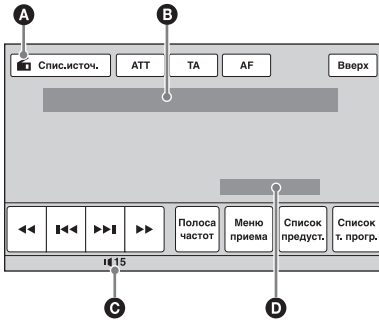 A
B
Спис.источ.
ATT
TA
AF
Вверх
Полоса частот
Меню приема
Список предуст.
Список т. прогр.
15
C
D